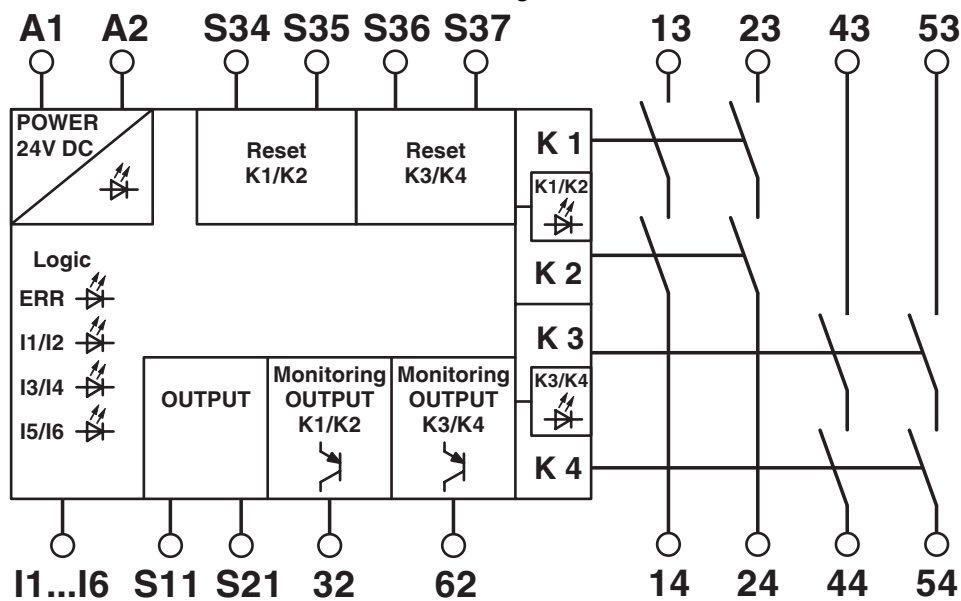 A1 A2 S34 S35 S36 S37 13 23 43 53
POWER
24V DC
Reset
K1/K2
Reset
K3/K4
K 1
K1/K2
K 2
Logic
ERR
I1/I2
I3/I4
I5/I6
K 3
K3/K4
K 4
OUTPUT
Monitoring
OUTPUT
K1/K2
Monitoring
OUTPUT
K3/K4
I1...I6 S11 S21 32 62 14 24 44 54